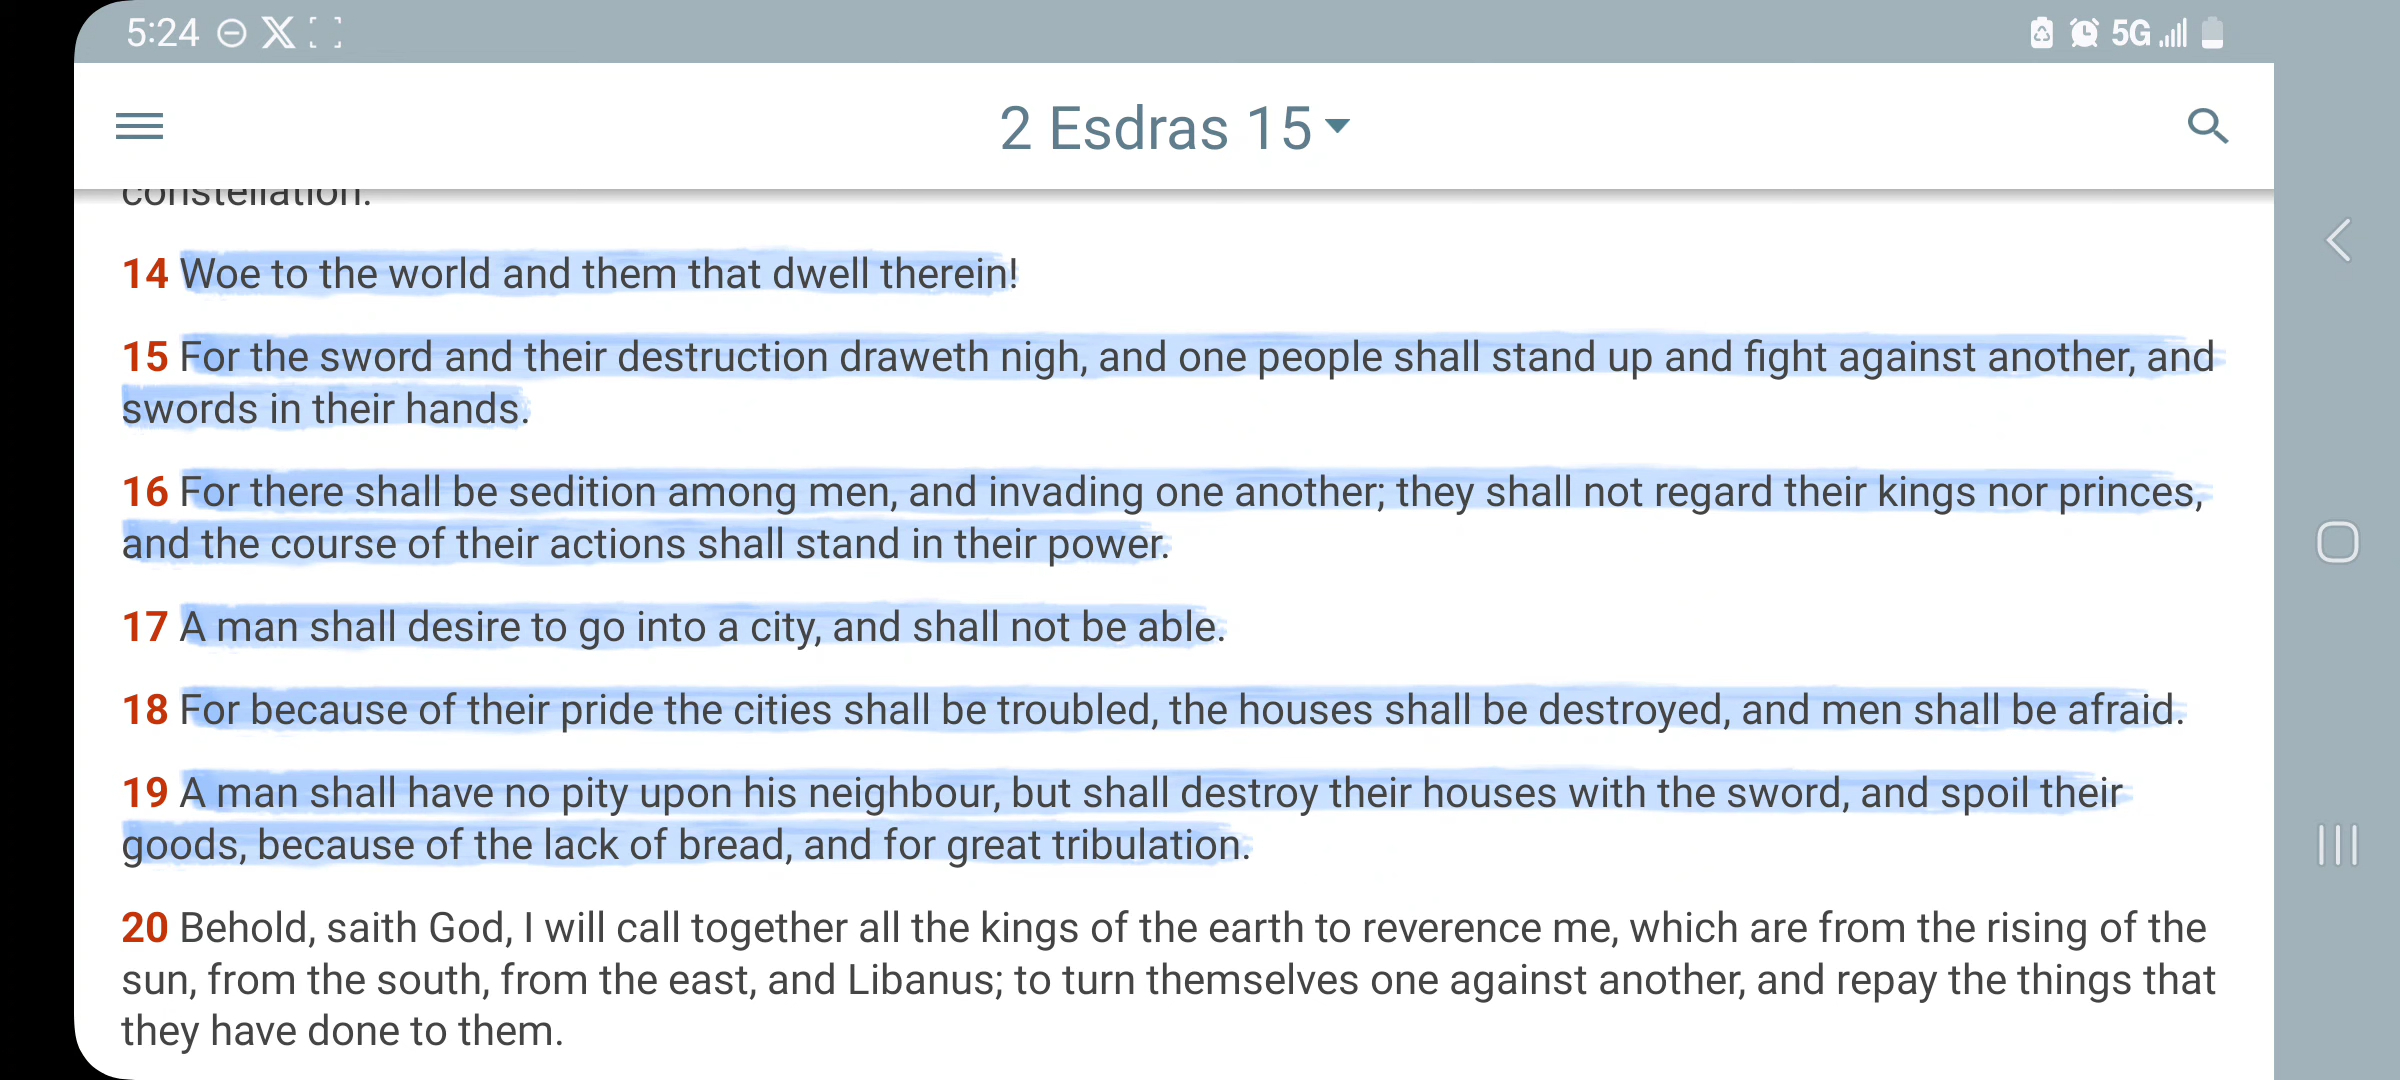 5:24
5G
2 Esdras 15
constellation.
14 Woe to the world and them that dwell therein!
15 For the sword and their destruction draweth nigh, and one people shall stand up and fight against another, and
swords in their hands.
16 For there shall be sedition among men, and invading one another; they shall not regard their kings nor princes,
and the course of their actions shall stand in their power.
17 A man shall desire to go into a city, and shall not be able.
18 For because of their pride the cities shall be troubled, the houses shall be destroyed, and men shall be afraid.
19 A man shall have no pity upon his neighbour, but shall destroy their houses with the sword, and spoil their
goods, because of the lack of bread, and for great tribulation.
20 Behold, saith God, I will call together all the kings of the earth to reverence me, which are from the rising of the
sun, from the south, from the east, and Libanus; to turn themselves one against another, and repay the things that
they have done to them.